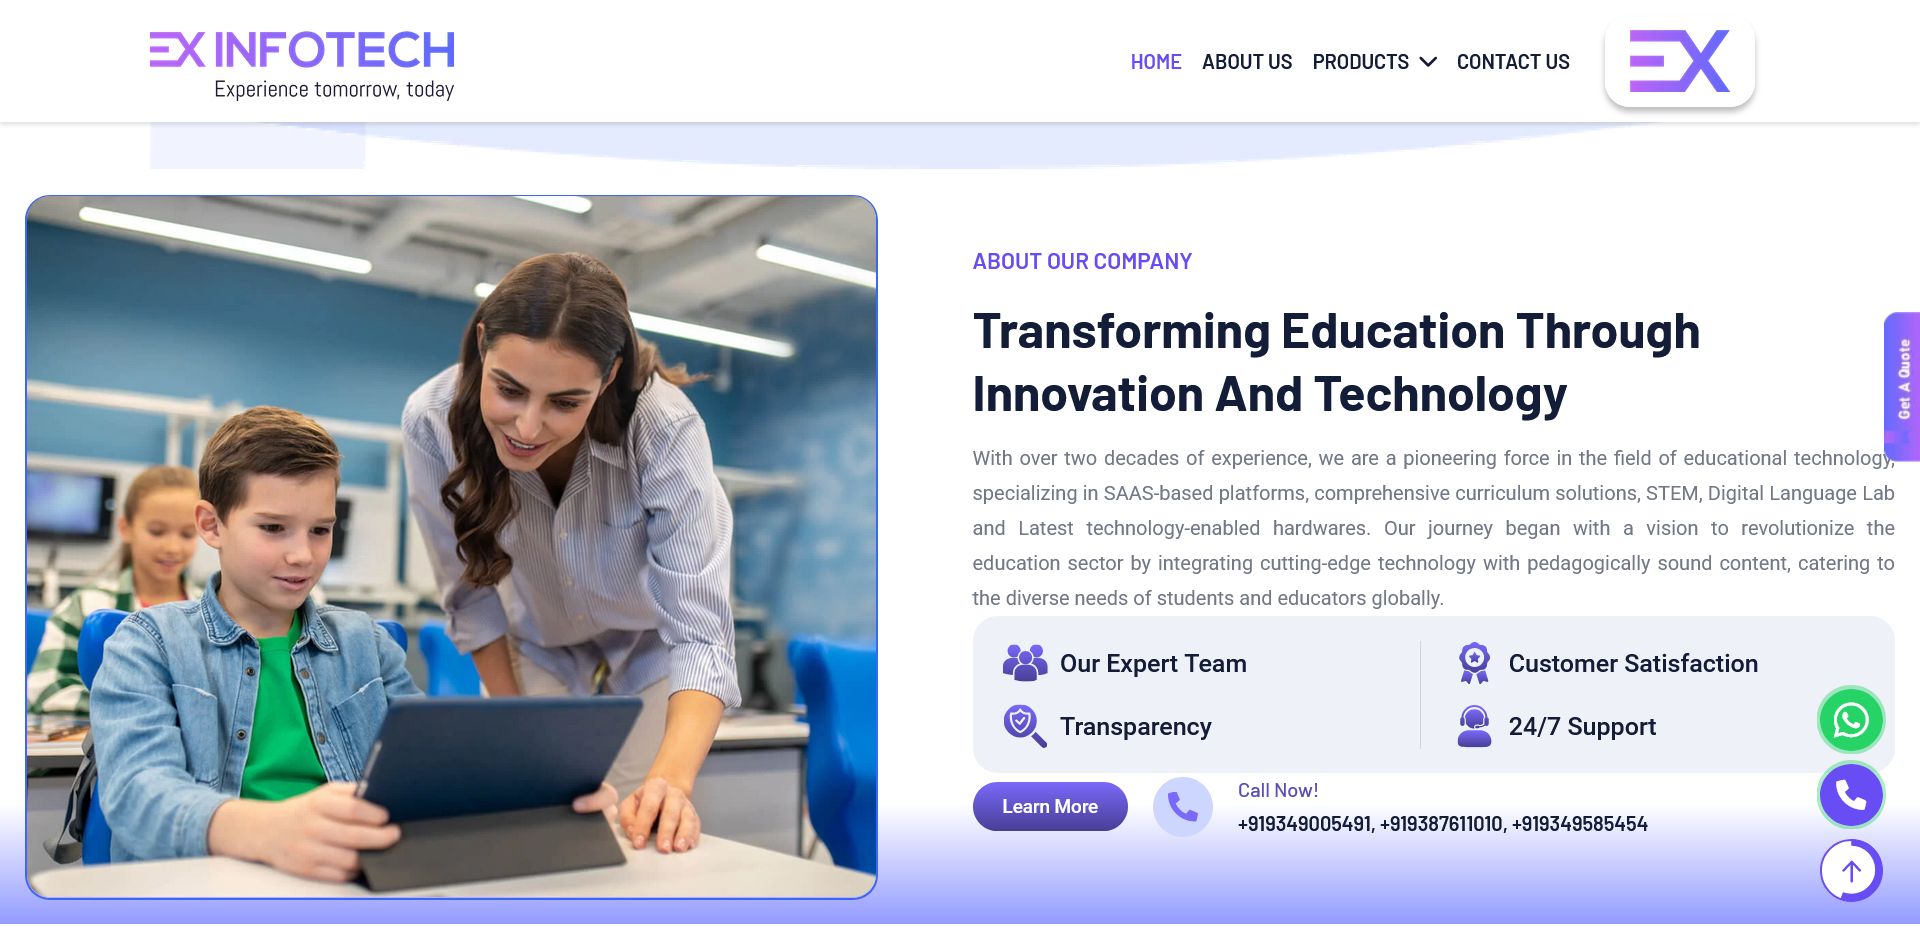 EX INFOTECH
Experience tomorrow, today
HOME
ABOUT US
PRODUCTS
CONTACT US
EX
ABOUT OUR COMPANY
Transforming Education Through
Innovation And Technology
With over two decades of experience, we are a pioneering force in the field of educational technology,
specializing in SAAS-based platforms, comprehensive curriculum solutions, STEM, Digital Language Lab
and Latest technology-enabled hardwares. Our journey began with a vision to revolutionize the
education sector by integrating cutting-edge technology with pedagogically sound content, catering to
the diverse needs of students and educators globally.
Our Expert Team
Customer Satisfaction
Transparency
24/7 Support
Learn More
Call Now!
+919349005491, +919387611010, +919349585454
Get A Quote